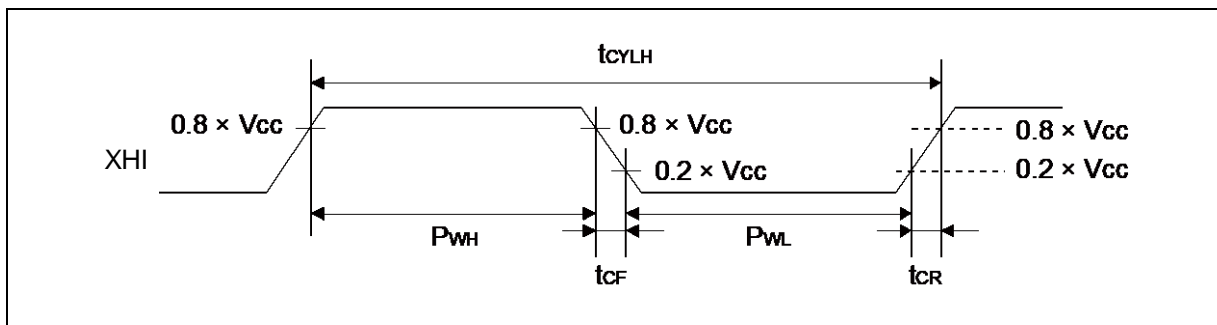 tCYLH
0.8 × Vcc
0.8 × Vcc
0.8 × Vcc
XHI
0.2 × Vcc
0.2 × Vcc
PWH
PWL
tCF
tCR